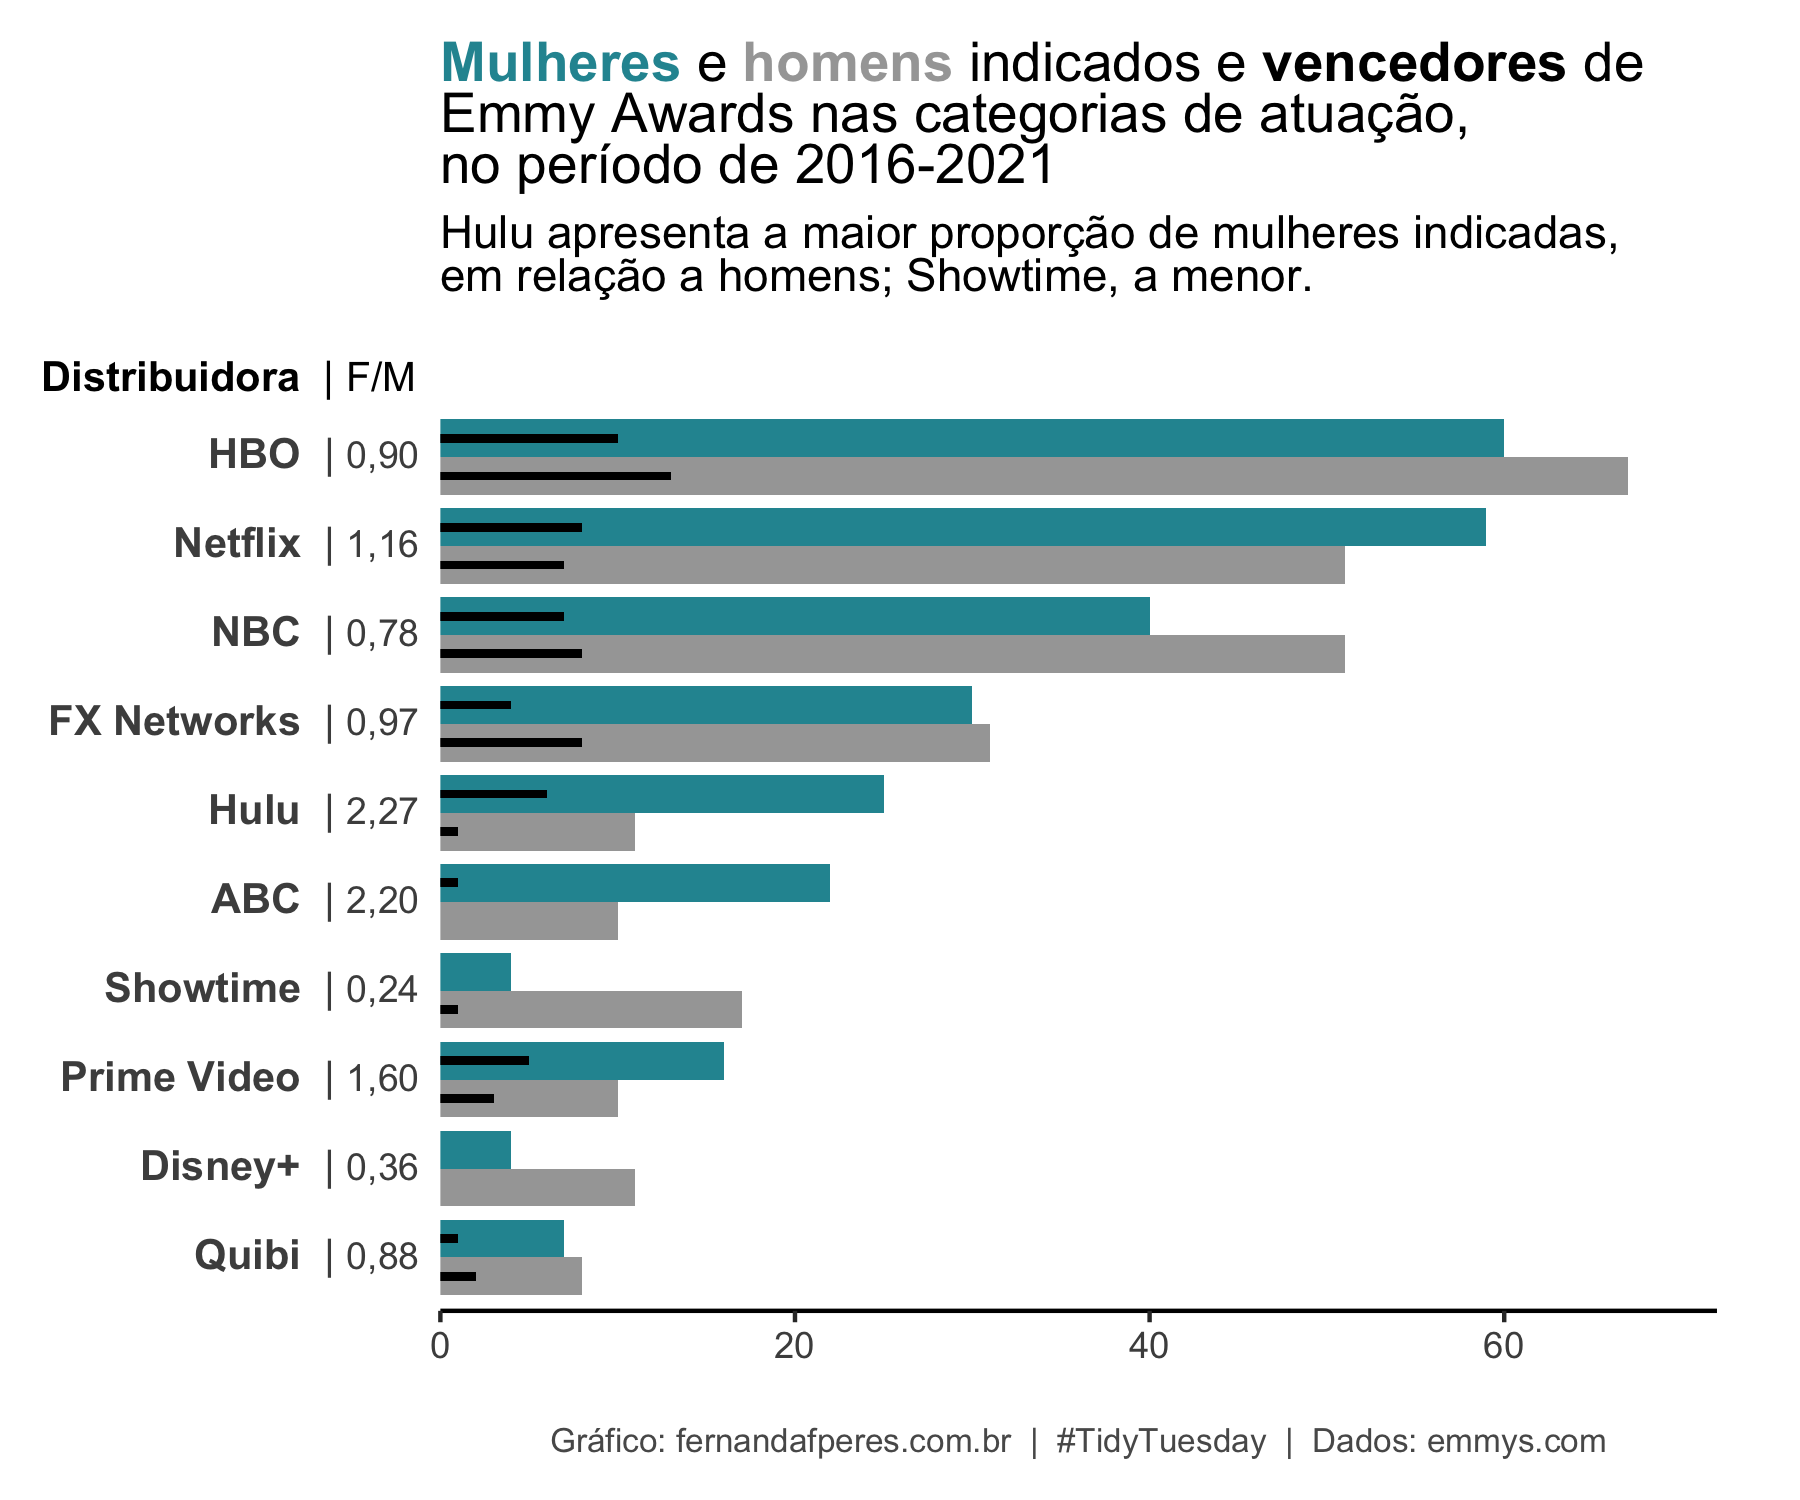 Mulheres e homens indicados e vencedores de
Emmy Awards nas categorias de atuação,
no período de 2016-2021
Hulu apresenta a maior proporção de mulheres indicadas,
em relação a homens; Showtime, a menor.
Distribuidora | F/M
HBO | 0,90
Netflix | 1,16
NBC | 0,78
FX Networks | 0,97
Hulu | 2,27
ABC | 2,20
Showtime | 0,24
Prime Video | 1,60
Disney+ | 0,36
Quibi | 0,88
0 20 40 60
Gráfico: fernandafperes.com.br | #TidyTuesday | Dados: emmys.com